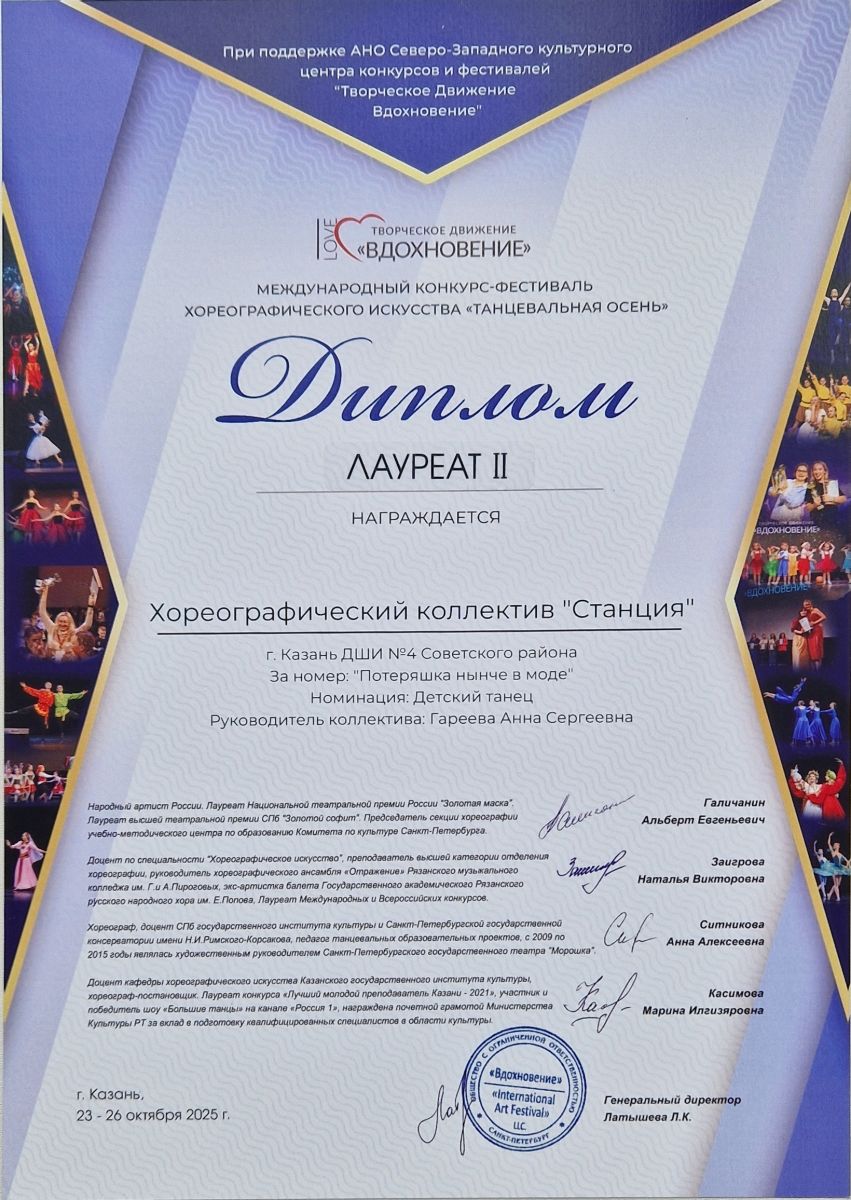 При поддержке АНО Северо-Западного культурного
центра конкурсов и фестивалей
"Творческое Движение
Вдохновение"
LOVE
ТВОРЧЕСКОЕ ДВИЖЕНИЕ
«ВДОХНОВЕНИЕ»
МЕЖДУНАРОДНЫЙ КОНКУРС-ФЕСТИВАЛЬ
ХОРЕОГРАФИЧЕСКОГО ИСКУССТВА «ТАНЦЕВАЛЬНАЯ ОСЕНЬ»
Диплом
ЛАУРЕАТ II
НАГРАЖДАЕТСЯ
ТВОРЧЕСКОЕ ДВИЖЕНИЕ
«ВДОХНОВЕНИЕ»
«ВДОХНОВЕНИЕ»
Хореографический коллектив "Станция"
г. Казань ДШИ №4 Советского района
За номер: "Потеряшка нынче в моде"
Номинация: Детский танец
Руководитель коллектива: Гареева Анна Сергеевна
Народный артист России. Лауреат Национальной театральной премии России "Золотая маска".
Лауреат высшей театральной премии СПб "Золотой софит". Председатель секции хореографии
учебно-методического центра по образованию Комитета по культуре Санкт-Петербурга.
Галичанин
Альберт Евгеньевич
Доцент по специальности "Хореографическое искусство", преподаватель высшей категории отделения
хореографии, руководитель хореографического ансамбля «Отражение» Рязанского музыкального
колледжа им. Г.и А.Пироговых, экс-артистка балета Государственного академического Рязанского
русского народного хора им. Е.Попова, Лауреат Международных и Всероссийских конкурсов.
Заигрова
Наталья Викторовна
Хореограф, доцент СПб государственного института культуры и Санкт-Петербургской государственной
консерватории имени Н.И.Римского-Корсакова, педагог танцевальных образовательных проектов, с 2009 по
2015 годы являлась художественным руководителем Санкт-Петербургского государственного театра "Морошка".
Ситникова
Анна Алексеевна
Доцент кафедры хореографического искусства Казанского государственного института культуры,
хореограф-постановщик. Лауреат конкурса «Лучший молодой преподаватель Казани - 2021», участник и
победитель шоу «Большие танцы» на канале «Россия 1», награждена почетной грамотой Министерства
Культуры РТ за вклад в подготовку квалифицированных специалистов в области культуры.
Касимова
Марина Илгизяровна
г. Казань,
23 - 26 октября 2025 г.
ОБЩЕСТВО С ОГРАНИЧЕННОЙ ОТВЕТСТВЕННОСТЬЮ
«Вдохновение»
«International
Art Festival»
LLC.
САНКТ-ПЕТЕРБУРГ
Генеральный директор
Латышева Л.К.